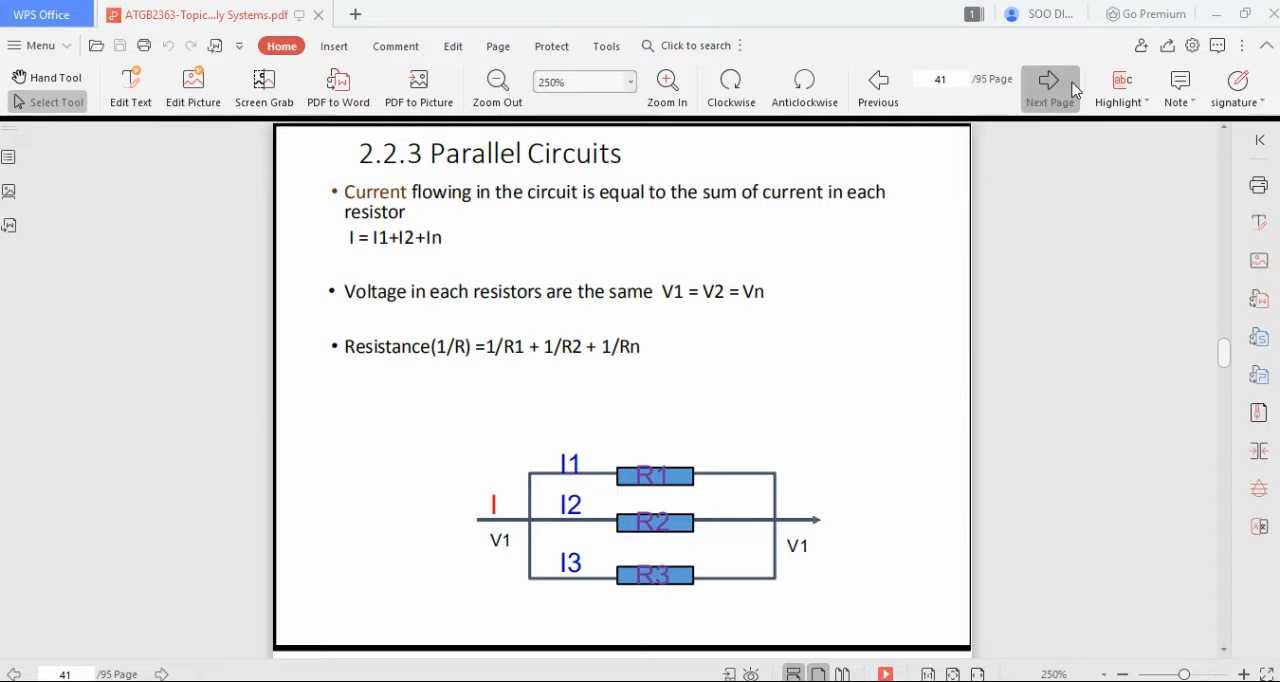 WPS Office
ATGB2363-Topic...ly Systems.pdf
1
SOO DI...
Go Premium
Menu
Home
Insert
Comment
Edit
Page
Protect
Tools
Click to search
Hand Tool
Select Tool
Edit Text
Edit Picture
Screen Grab
PDF to Word
PDF to Picture
Zoom Out
250%
Zoom In
Clockwise
Anticlockwise
Previous
41 /95 Page
Next Page
abc
Highlight
Note
signature
2.2.3 Parallel Circuits
• Current flowing in the circuit is equal to the sum of current in each
resistor
I = I1+I2+In
• Voltage in each resistors are the same V1 = V2 = Vn
• Resistance(1/R) =1/R1 + 1/R2 + 1/Rn
I1
R1
I
I2
R2
V1
V1
I3
R3
41 /95 Page
250%